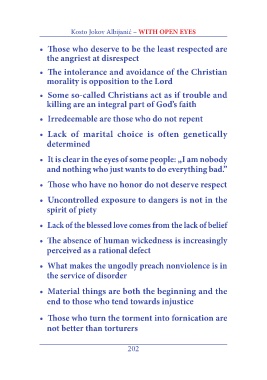 Kosto Jokov Albijanić – WITH OPEN EYES
• Those who deserve to be the least respected are
the angriest at disrespect
• The intolerance and avoidance of the Christian
morality is opposition to the Lord
• Some so-called Christians act as if trouble and
killing are an integral part of God’s faith
• Irredeemable are those who do not repent
• Lack of marital choice is often genetically
determined
• It is clear in the eyes of some people: „I am nobody
and nothing who just wants to do everything bad.”
• Those who have no honor do not deserve respect
• Uncontrolled exposure to dangers is not in the
spirit of piety
• Lack of the blessed love comes from the lack of belief
• The absence of human wickedness is increasingly
perceived as a rational defect
• What makes the ungodly preach nonviolence is in
the service of disorder
• Material things are both the beginning and the
end to those who tend towards injustice
• Those who turn the torment into fornication are
not better than torturers
202